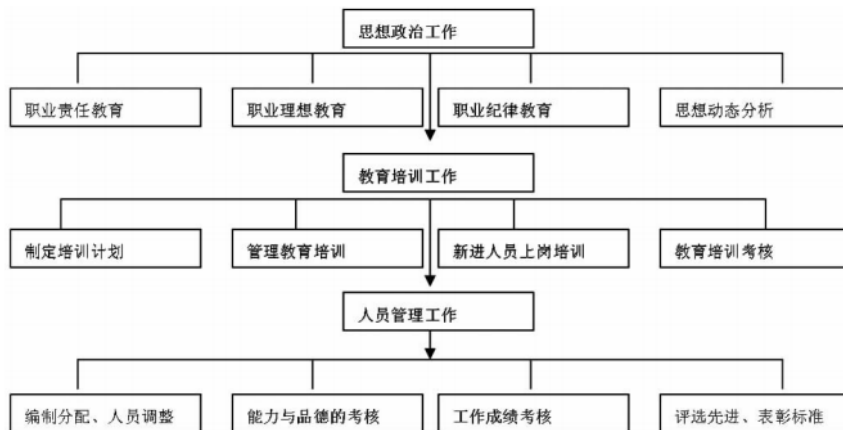 思想政治工作
职业责任教育
职业理想教育
职业纪律教育
思想动态分析
教育培训工作
制定培训计划
管理教育培训
新进人员上岗培训
教育培训考核
人员管理工作
编制分配、人员调整
能力与品德的考核
工作成绩考核
评选先进、表彰标准